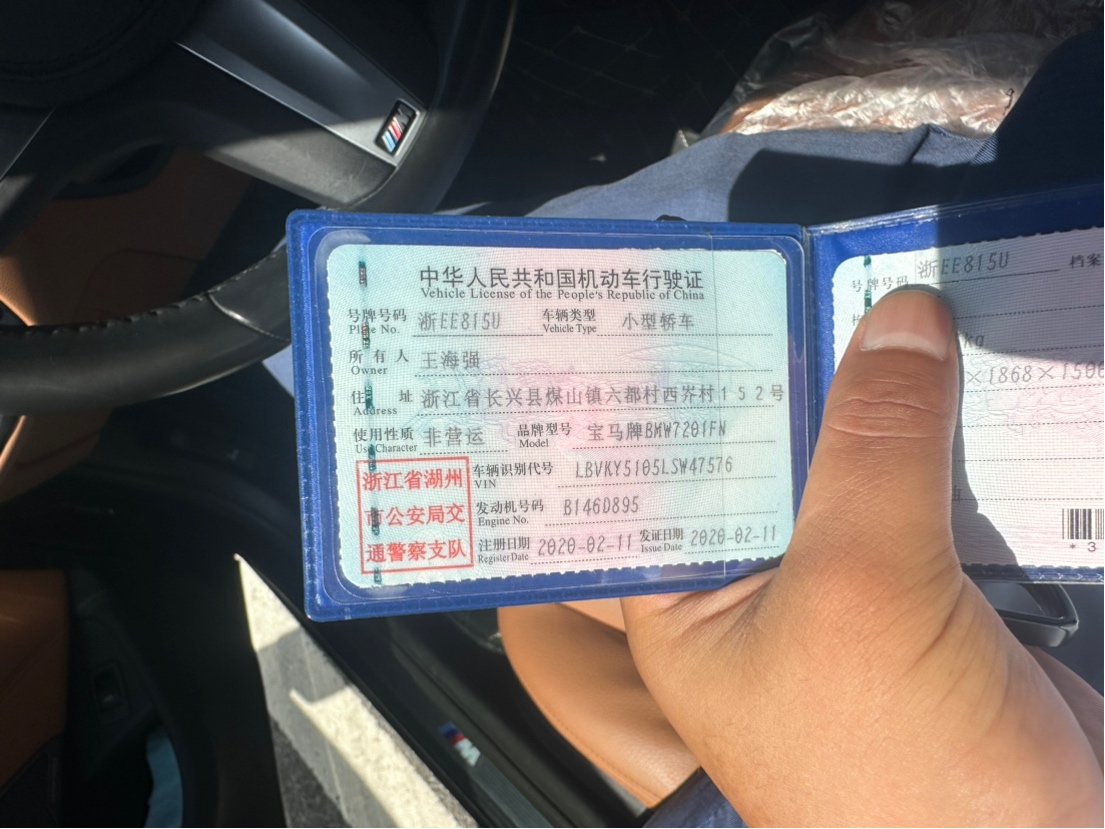 中华人民共和国机动车行驶证
Vehicle License of the People's Republic of China
号牌号码 浙EE815U 车辆类型 小型轿车
Plate No. Vehicle Type
所有人 王海强
Owner
住址 浙江省长兴县煤山镇六都村西岕村152号
Address
使用性质 非营运 品牌型号 宝马牌BMW7201FN
Use Character Model
浙江省湖州
市公安局交
通警察支队
车辆识别代号 LBVKY5105LSW47576
VIN
发动机号码 B146D895
Engine No.
注册日期 2020-02-11 发证日期 2020-02-11
Register Date Issue Date
号牌号码 浙EE815U 档案
kg
×1868×150
* 3
M
M